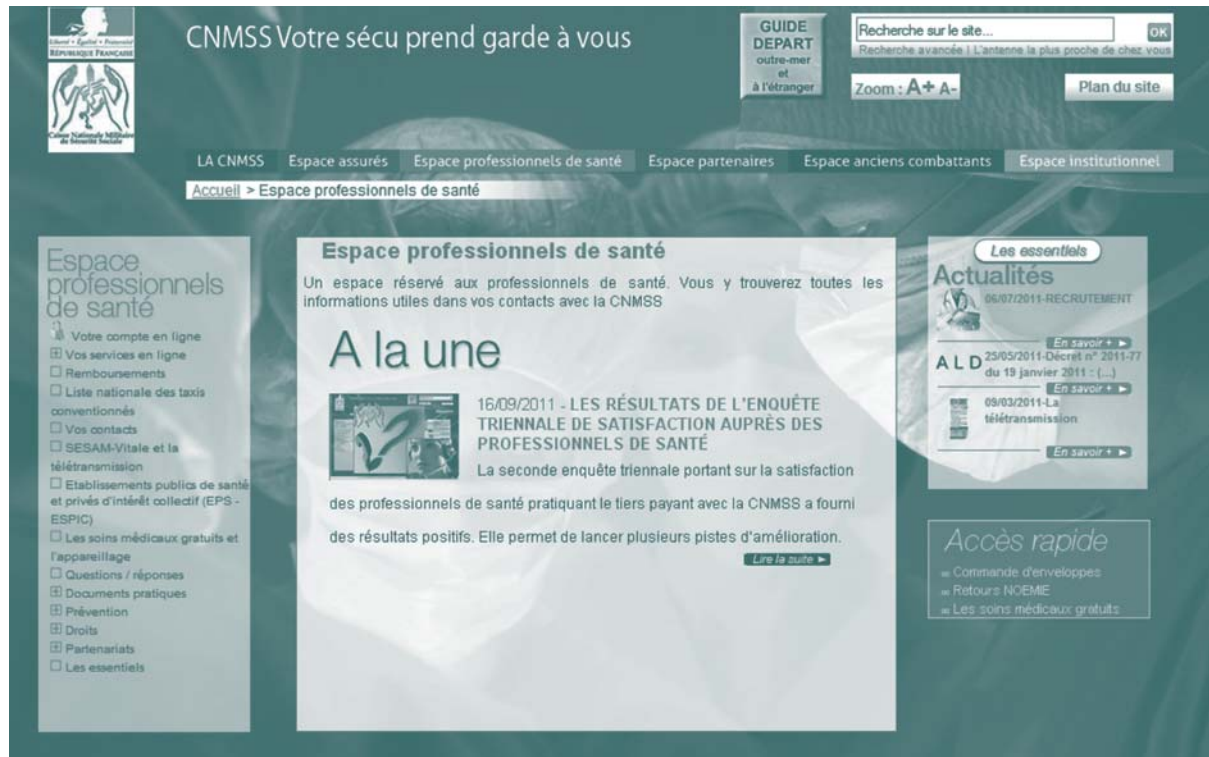 Liberté • Égalité • Fraternité
RÉPUBLIQUE FRANÇAISE
Caisse Nationale Militaire
de Sécurité Sociale
CNMSS Votre sécu prend garde à vous
GUIDE
DEPART
outre-mer
et
à l'étranger
Recherche sur le site...
OK
Recherche avancée | L'antenne la plus proche de chez vous
Zoom : A+ A-
Plan du site
LA CNMSS Espace assurés Espace professionnels de santé Espace partenaires Espace anciens combattants Espace institutionnel
Accueil > Espace professionnels de santé
Espace
professionnels
de santé
Votre compte en ligne
Vos services en ligne
Remboursements
Liste nationale des taxis
conventionnés
Vos contacts
SESAM-Vitale et la
télétransmission
Etablissements publics de santé
et privés d'intérêt collectif (EPS -
ESPIC)
Les soins médicaux gratuits et
l'appareillage
Questions / réponses
Documents pratiques
Prévention
Droits
Partenariats
Les essentiels
Espace professionnels de santé
Un espace réservé aux professionnels de santé. Vous y trouverez toutes les
informations utiles dans vos contacts avec la CNMSS
A la une
16/09/2011 - LES RÉSULTATS DE L'ENQUÊTE
TRIENNALE DE SATISFACTION AUPRÈS DES
PROFESSIONNELS DE SANTÉ
La seconde enquête triennale portant sur la satisfaction
des professionnels de santé pratiquant le tiers payant avec la CNMSS a fourni
des résultats positifs. Elle permet de lancer plusieurs pistes d'amélioration.
Lire la suite ►
Les essentiels
Actualités
06/07/2011-RECRUTEMENT
En savoir + ►
A L D
25/05/2011-Décret n° 2011-77
du 19 janvier 2011 : (...)
En savoir + ►
09/03/2011-La
télétransmission
En savoir + ►
Accès rapide
Commande d'enveloppes
Retours NOEMIE
Les soins médicaux gratuits